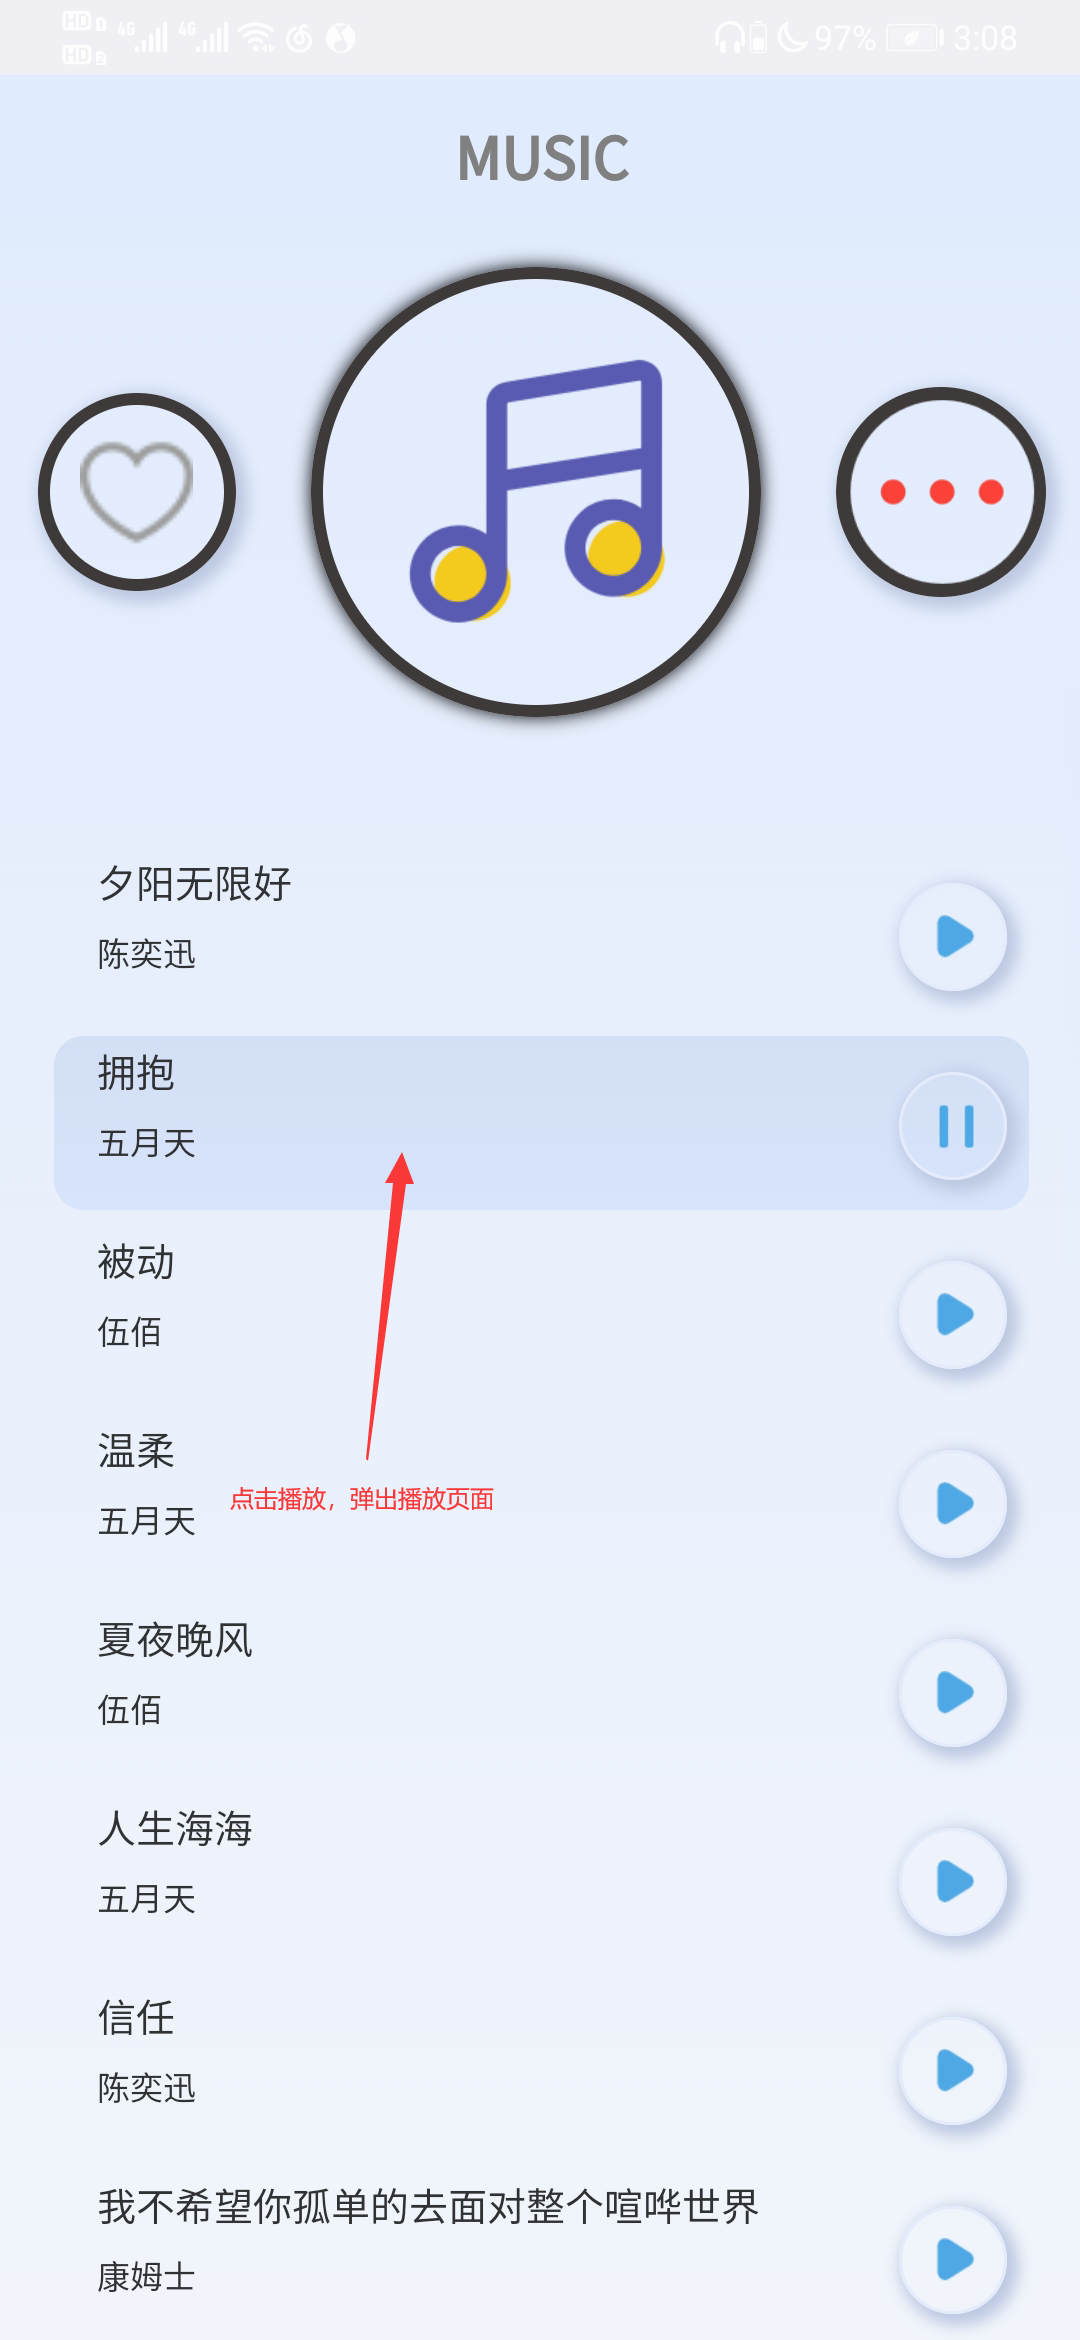 HD 1
HD 2
4G
4G
97%
3:08
MUSIC
夕阳无限好
陈奕迅
拥抱
五月天
被动
伍佰
温柔
五月天
点击播放，弹出播放页面
夏夜晚风
伍佰
人生海海
五月天
信任
陈奕迅
我不希望你孤单的去面对整个喧哗世界
康姆士